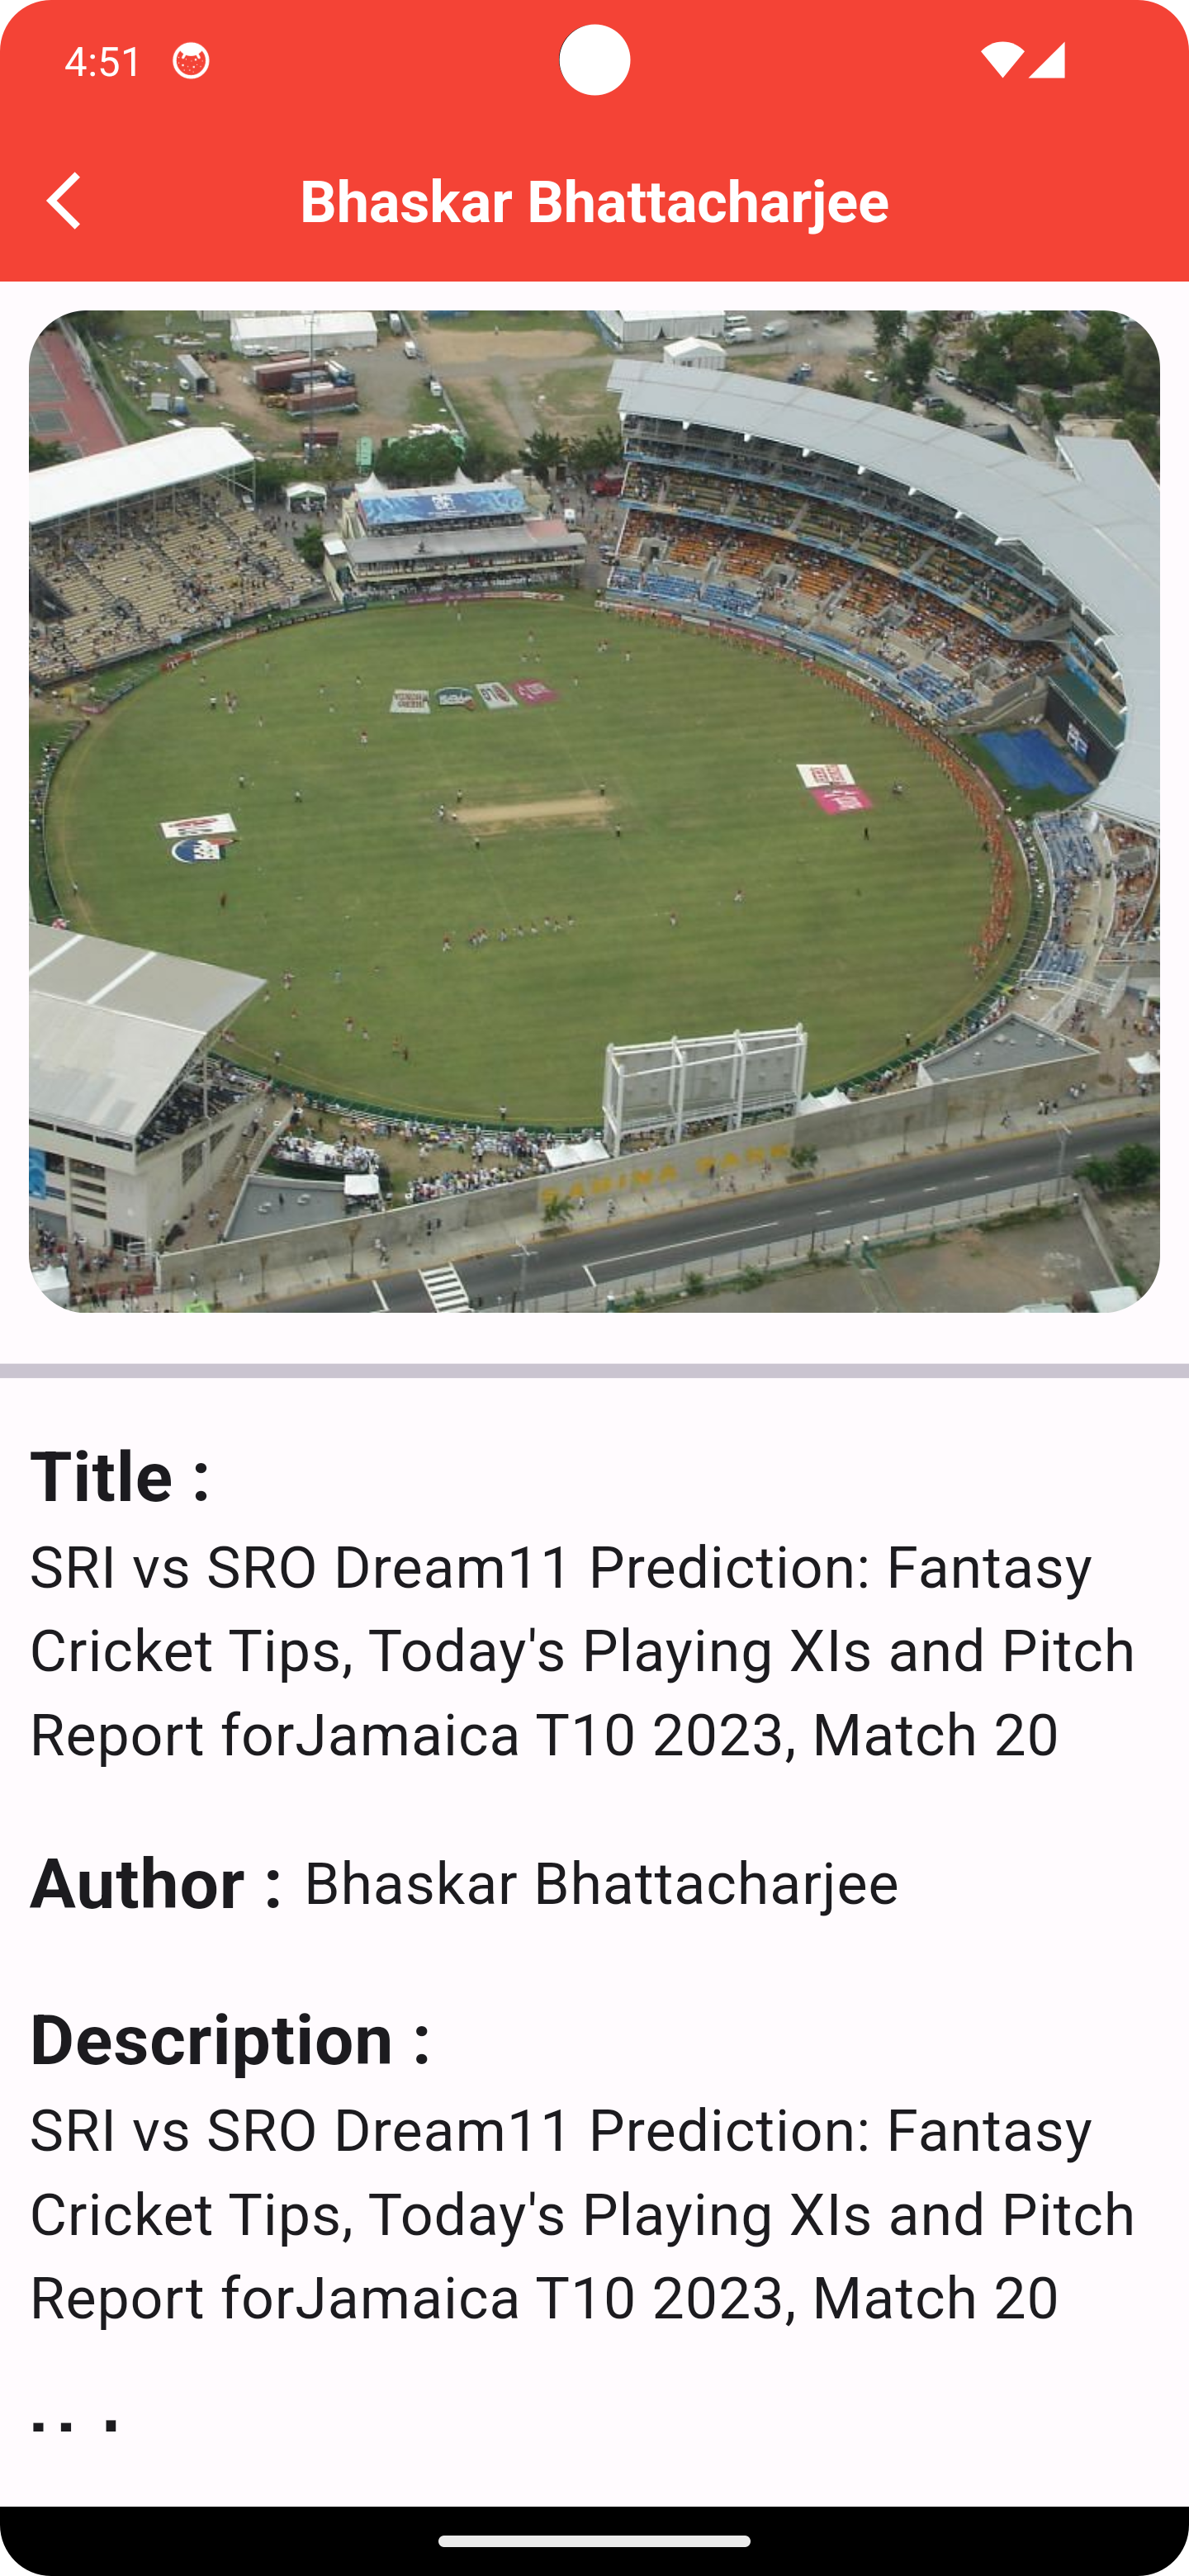 4:51
Bhaskar Bhattacharjee
SABINA PARK
Title :
SRI vs SRO Dream11 Prediction: Fantasy
Cricket Tips, Today's Playing XIs and Pitch
Report forJamaica T10 2023, Match 20
Author : Bhaskar Bhattacharjee
Description :
SRI vs SRO Dream11 Prediction: Fantasy
Cricket Tips, Today's Playing XIs and Pitch
Report forJamaica T10 2023, Match 20